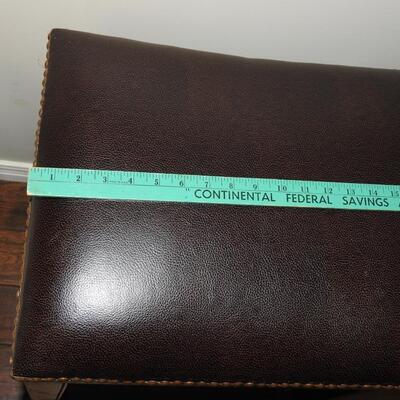 1 2 3 4 5 6 7 8 9 10 11 12 13 14 15
" CONTINENTAL FEDERAL SAVINGS